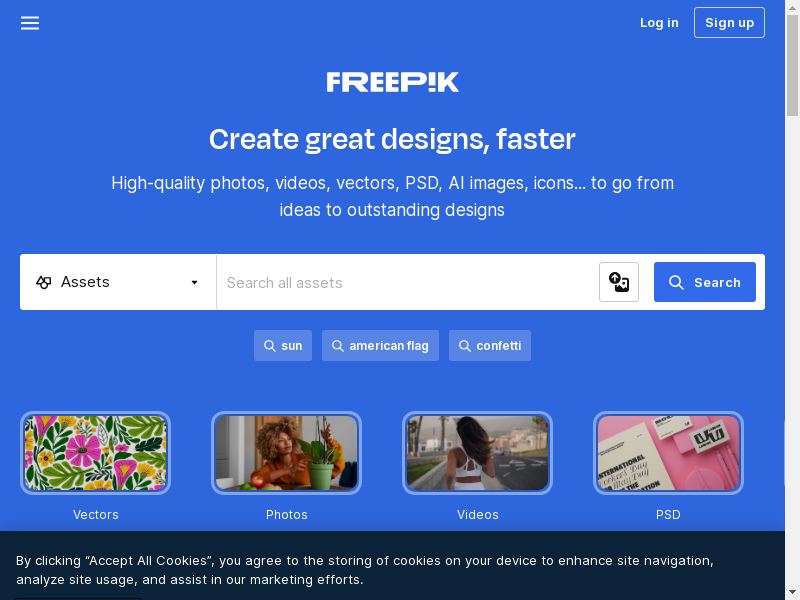 Log in
Sign up
FREEPIK
Create great designs, faster
High-quality photos, videos, vectors, PSD, AI images, icons... to go from
ideas to outstanding designs
Assets
Search all assets
Search
sun
american flag
confetti
INTERNATIONAL
Workers Day
Vectors
Photos
Videos
PSD
By clicking “Accept All Cookies”, you agree to the storing of cookies on your device to enhance site navigation,
analyze site usage, and assist in our marketing efforts.